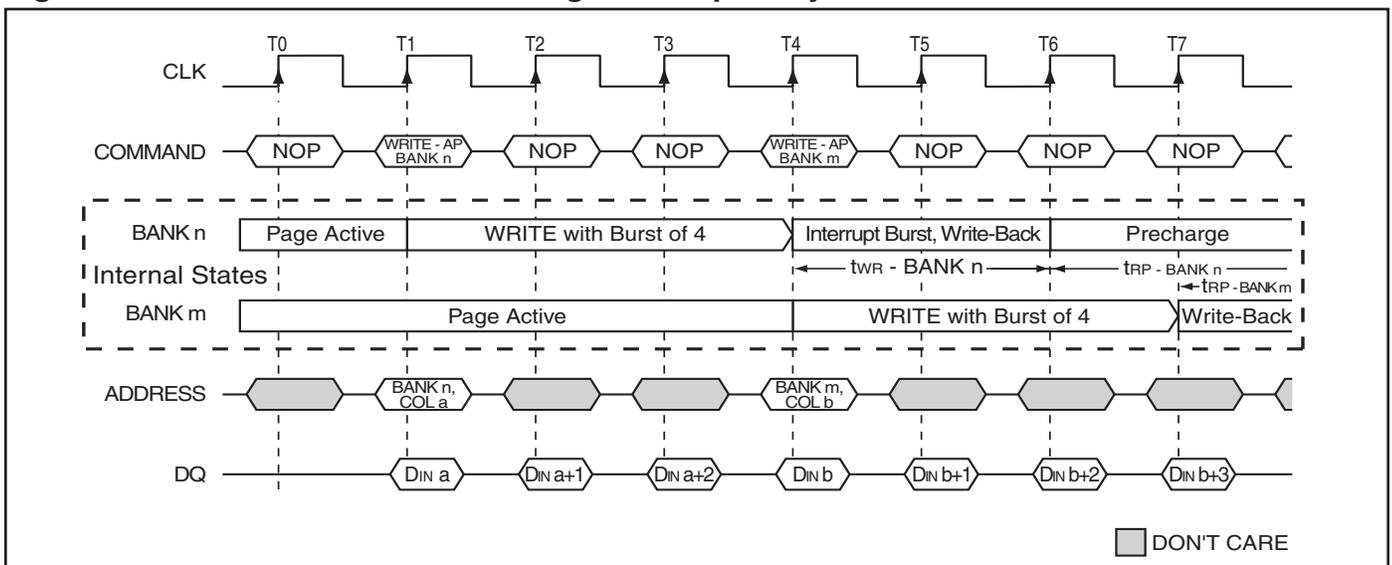 T0 T1 T2 T3 T4 T5 T6 T7
CLK
COMMAND NOP WRITE - AP BANK n NOP NOP WRITE - AP BANK m NOP NOP NOP
BANK n Page Active WRITE with Burst of 4 Interrupt Burst, Write-Back Precharge
Internal States tWR - BANK n tRP - BANK n
tRP - BANK m
BANK m Page Active WRITE with Burst of 4 Write-Back
ADDRESS BANK n, COL a BANK m, COL b
DQ DIN a DIN a+1 DIN a+2 DIN b DIN b+1 DIN b+2 DIN b+3
DON'T CARE